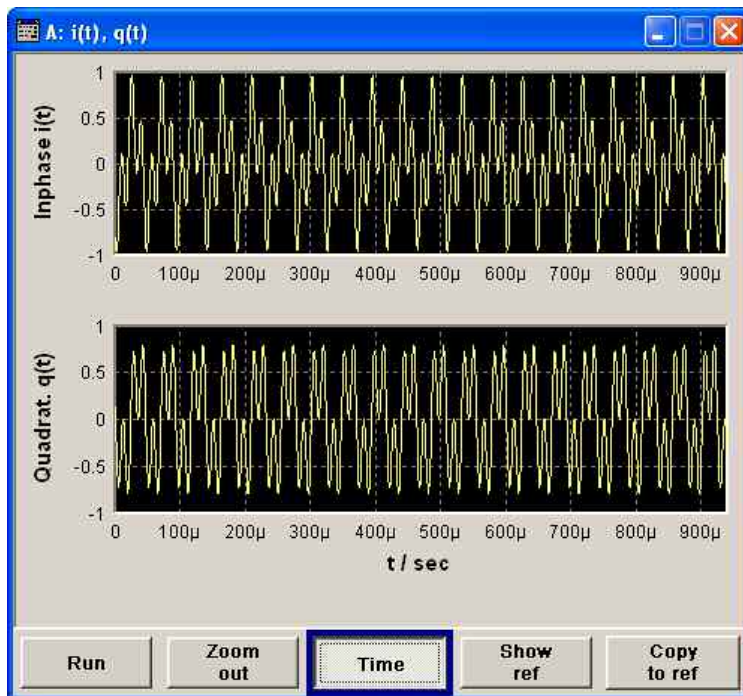 A: i(t), q(t)
Inphase i(t)
1
0.5
0
-0.5
-1
0 100µ 200µ 300µ 400µ 500µ 600µ 700µ 800µ 900µ
Quadrat. q(t)
1
0.5
0
-0.5
-1
0 100µ 200µ 300µ 400µ 500µ 600µ 700µ 800µ 900µ
t / sec
Run
Zoom
out
Time
Show
ref
Copy
to ref